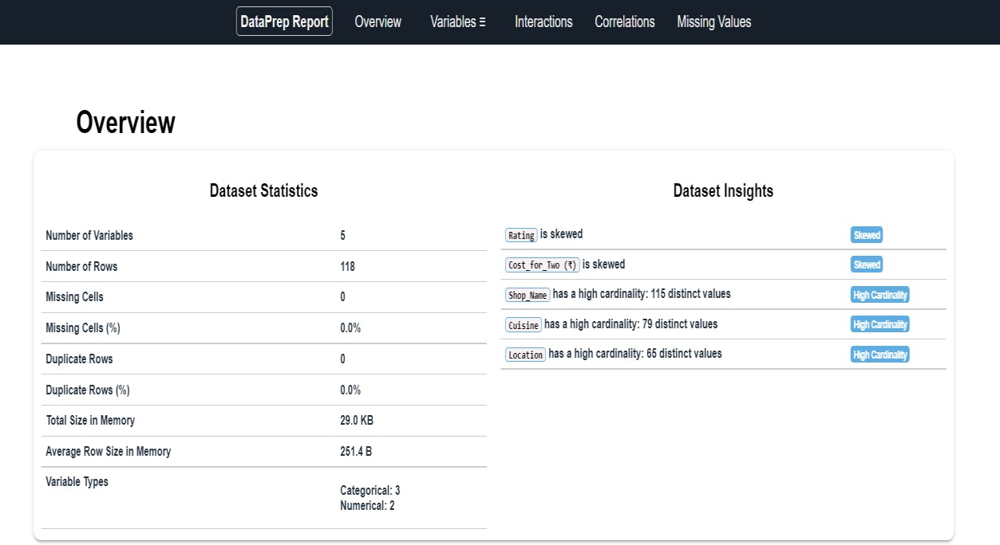 DataPrep Report Overview Variables Ξ Interactions Correlations Missing Values
Overview
Dataset Statistics
Number of Variables 5
Number of Rows 118
Missing Cells 0
Missing Cells (%) 0.0%
Duplicate Rows 0
Duplicate Rows (%) 0.0%
Total Size in Memory 29.0 KB
Average Row Size in Memory 251.4 B
Variable Types
Categorical: 3
Numerical: 2
Dataset Insights
Rating is skewed Skewed
Cost_for_Two (₹) is skewed Skewed
Shop_Name has a high cardinality: 115 distinct values High Cardinality
Cuisine has a high cardinality: 79 distinct values High Cardinality
Location has a high cardinality: 65 distinct values High Cardinality